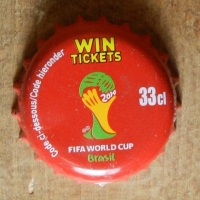 WIN
TICKETS
Code ci-dessous/Code hieronder
33cl
2014
FIFA WORLD CUP
Brasil